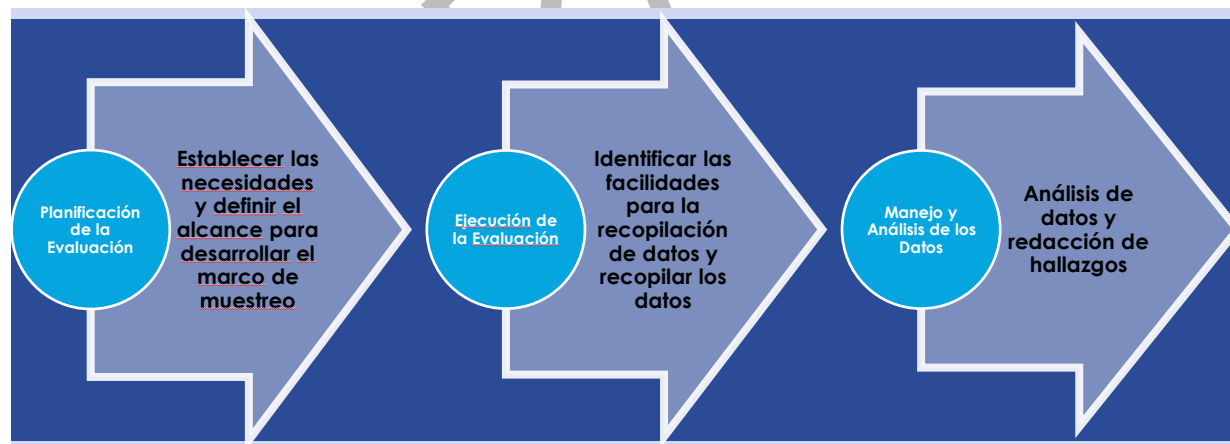 Planificación
de la
Evaluación
Establecer las
necesidades
y definir el
alcance para
desarrollar el
marco de
muestreo
Ejecución de
la Evaluación
Identificar las
facilidades
para la
recopilación
de datos y
recopilar los
datos
Manejo y
Análisis de los
Datos
Análisis de
datos y
redacción de
hallazgos